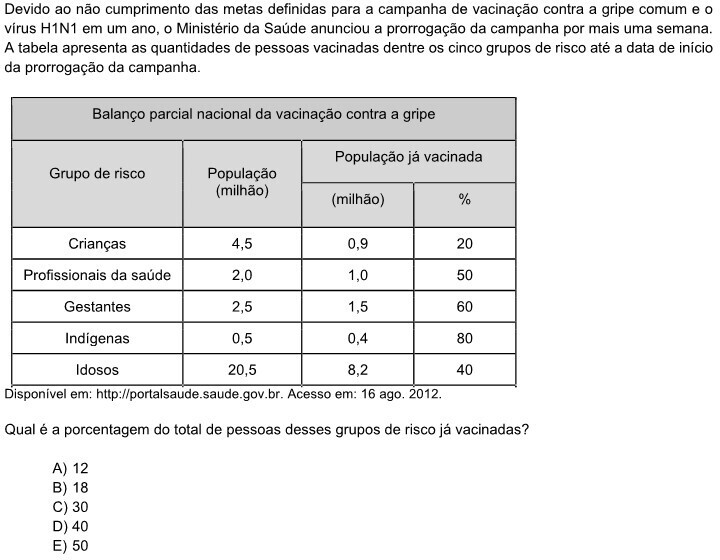 Devido ao não cumprimento das metas definidas para a campanha de vacinação contra a gripe comum e o
vírus H1N1 em um ano, o Ministério da Saúde anunciou a prorrogação da campanha por mais uma semana.
A tabela apresenta as quantidades de pessoas vacinadas dentre os cinco grupos de risco até a data de início
da prorrogação da campanha.
Balanço parcial nacional da vacinação contra a gripe
Grupo de risco
População
(milhão)
População já vacinada
(milhão) %
Crianças 4,5 0,9 20
Profissionais da saúde 2,0 1,0 50
Gestantes 2,5 1,5 60
Indígenas 0,5 0,4 80
Idosos 20,5 8,2 40
Disponível em: http://portalsaude.saude.gov.br. Acesso em: 16 ago. 2012.
Qual é a porcentagem do total de pessoas desses grupos de risco já vacinadas?
A) 12
B) 18
C) 30
D) 40
E) 50